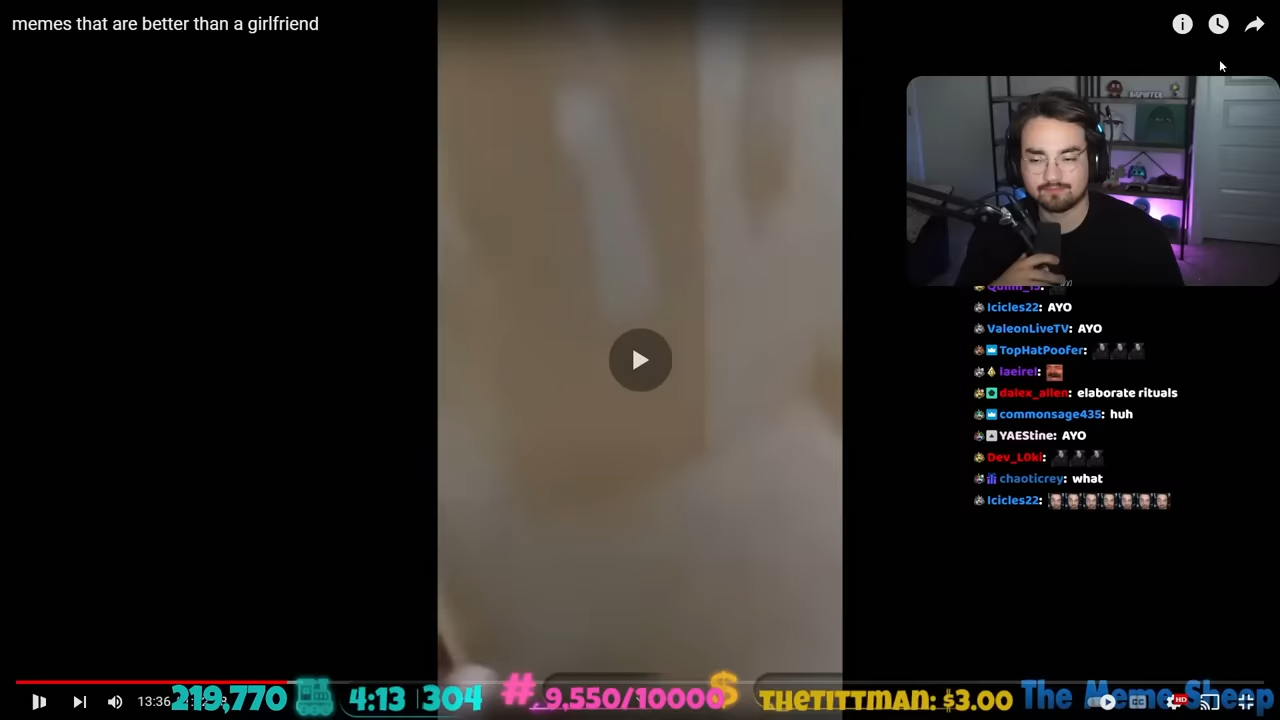 memes that are better than a girlfriend
Icicles22: AYO
ValeonLiveTV: AYO
TopHatPoofer:
laeirel:
dalex_allen: elaborate rituals
commonsage435: huh
YAEStine: AYO
Dev_L0ki:
chaoticrey: what
Icicles22:
13:36
219,770
4:13 304
# 9,550/10000
$ THETITTMAN: $3.00
The Meme Sheep
CC
HD